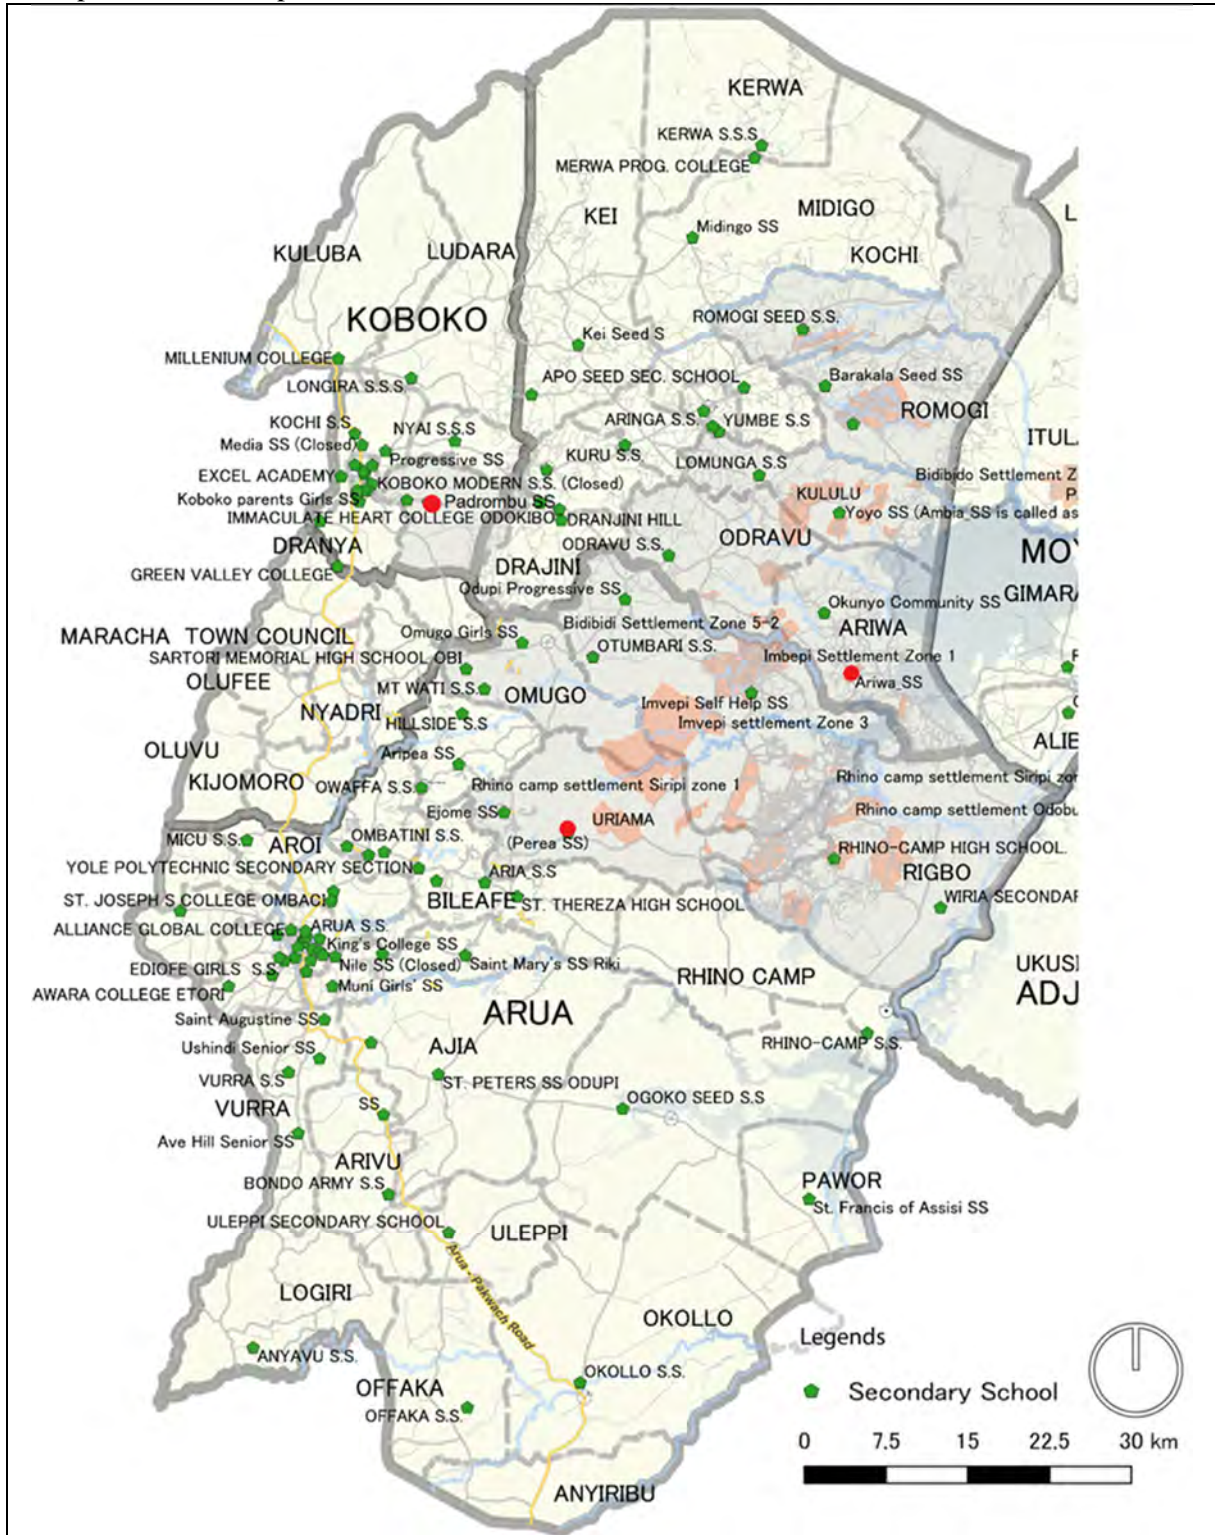 KERWA
KERWA S.S.S
MERWA PROG. COLLEGE
KEI
MIDIGO
Midingo SS
KULUBA
LUDARA
KOCHI
KOBOKO
ROMOGI SEED S.S.
Kei Seed S
MILLENIUM COLLEGE
LONGIRA S.S.S
APO SEED SEC. SCHOOL
Barakala Seed SS
ROMOGI
KOCHI S.S
NYAI S.S.S
ARINGA S.S.
YUMBE S.S
ITUL
Media SS (Closed)
Progressive SS
KURU S.S.
LOMUNGA S.S
Bidibido Settlement Z
EXCEL ACADEMY
KOBOKO MODERN S.S. (Closed)
KULULU
P
Koboko parents Girls SS
Padrombu SS
Yoyo SS (Ambia_SS is called as
IMMACULATE HEART COLLEGE ODOKIBO
DRANJINI HILL
DRANYA
ODRAVU S.S.
ODRAVU
MOY
GREEN VALLEY COLLEGE
DRAJINI
Odupi Progressive SS
GIMARA
Okunyo Community SS
Bidibidi Settlement Zone 5-2
ARIWA
MARACHA TOWN COUNCIL
Omugo Girls SS
OTUMBARI S.S.
SARTORI MEMORIAL HIGH SCHOOL OBI
Imbepi Settlement Zone 1
OLUFEE
MT WATI S.S.
OMUGO
Ariwa_SS
Imvepi Self Help SS
NYADRI
HILLSIDE S.S
Imvepi settlement Zone 3
ALIE
OLUVU
Aripea SS
KIJOMORO
OWAFFA S.S.
Rhino camp settlement Siripi zone 1
Rhino camp settlement Siripi zor
Ejome SS
URIAMA
Rhino camp settlement Odobu
MICU S.S.
AROI
OMBATINI S.S.
(Perea SS)
RHINO-CAMP HIGH SCHOOL.
YOLE POLYTECHNIC SECONDARY SECTION
ARIA S.S
RIGBO
ST. JOSEPH S COLLEGE OMBACI
BILEAFE
ST. THEREZA HIGH SCHOOL
WIRIA SECONDAR
ALLIANCE GLOBAL COLLEGE
ARUA S.S.
King's College SS
EDIOFE GIRLS S.S.
Nile SS (Closed)
Saint Mary's SS Riki
RHINO CAMP
UKUSI
AWARA COLLEGE ETORI
Muni Girls' SS
ADJ
Saint Augustine SS
ARUA
Ushindi Senior SS
AJIA
RHINO-CAMP S.S.
VURRA S.S
ST. PETERS SS ODUPI
VURRA
SS
OGOKO SEED S.S
Ave Hill Senior SS
ARIVU
BONDO ARMY S.S
PAWOR
St. Francis of Assisi SS
ULEPPI SECONDARY SCHOOL
ULEPPI
Arua - Pakwach Road
LOGIRI
OKOLLO
Legends
ANYAVU S.S.
OKOLLO S.S.
OFFAKA
OFFAKA S.S.
Secondary School
0 7.5 15 22.5 30 km
ANYIRIBU